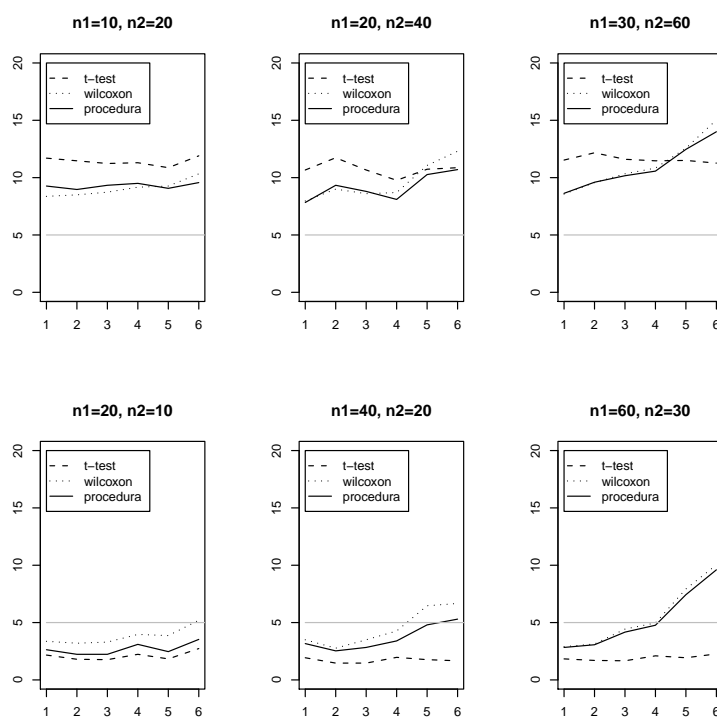 n1=10, n2=20
20
15
10
5
0
t−test
wilcoxon
procedura
1 2 3 4 5 6
n1=20, n2=40
20
15
10
5
0
t−test
wilcoxon
procedura
1 2 3 4 5 6
n1=30, n2=60
20
15
10
5
0
t−test
wilcoxon
procedura
1 2 3 4 5 6
n1=20, n2=10
20
15
10
5
0
t−test
wilcoxon
procedura
1 2 3 4 5 6
n1=40, n2=20
20
15
10
5
0
t−test
wilcoxon
procedura
1 2 3 4 5 6
n1=60, n2=30
20
15
10
5
0
t−test
wilcoxon
procedura
1 2 3 4 5 6